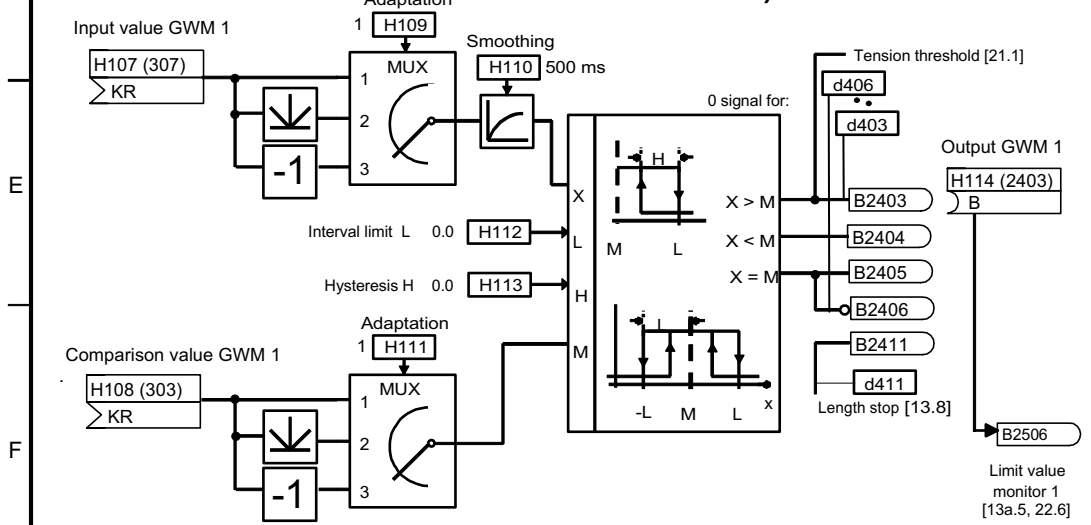 Adaptation
Input value GWM 1
1 H109
Smoothing
H107 (307)
KR
MUX
1
2
3
-1
H110 500 ms
Tension threshold [21.1]
0 signal for:
d406
d403
Output GWM 1
H114 (2403)
B
E
X
L
H
M
H
M L
X > M
X < M
X = M
B2403
B2404
B2405
B2406
B2411
d411
Length stop [13.8]
Interval limit L 0.0 H112
Hysteresis H 0.0 H113
Adaptation
1 H111
Comparison value GWM 1
H108 (303)
KR
MUX
1
2
3
-1
L
-L M L x
F
B2506
Limit value
monitor 1
[13a.5, 22.6]